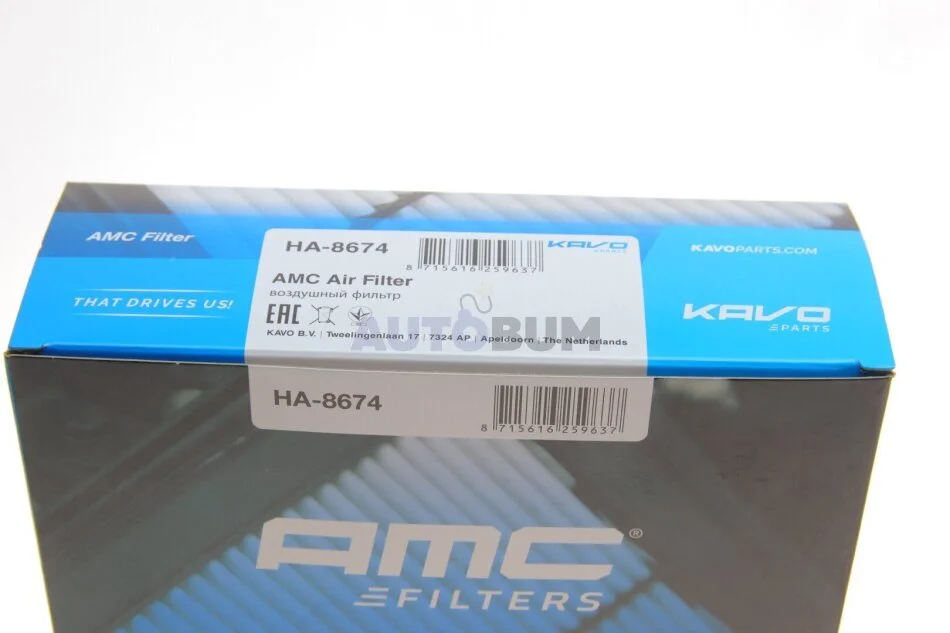 AMC Filter
THAT DRIVES US!
HA-8674
8 715616 259637
KAVO
PARTS
AMC Air Filter
воздушный фильтр
EAC
KAVO B.V. | Tweelingenlaan 17 | 7324 AP | Apeldoorn | The Netherlands
AUTOBUM
KAVOPARTS.COM
KAVO
PARTS
HA-8674
8 715616 259637
AMC®
FILTERS